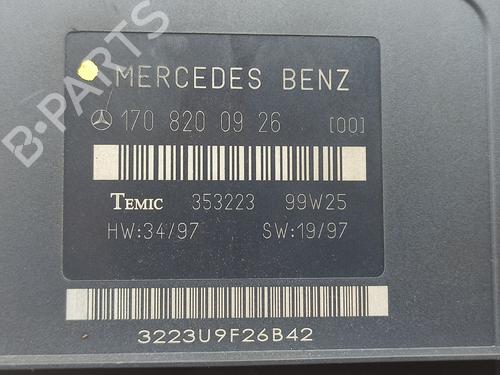 MERCEDES BENZ
170 820 09 26 [00]
TEMIC 353223 99W25
HW:34/97 SW:19/97
3223U9F26B42
B-PARTS